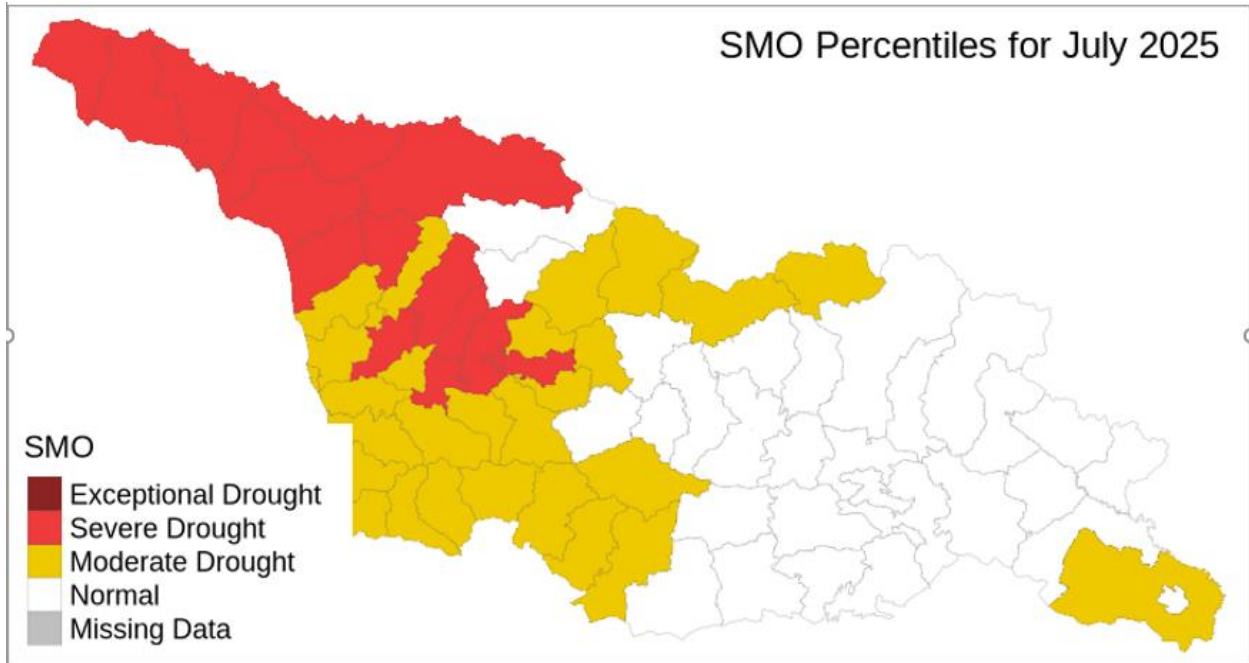 SMO Percentiles for July 2025
SMO
Exceptional Drought
Severe Drought
Moderate Drought
Normal
Missing Data